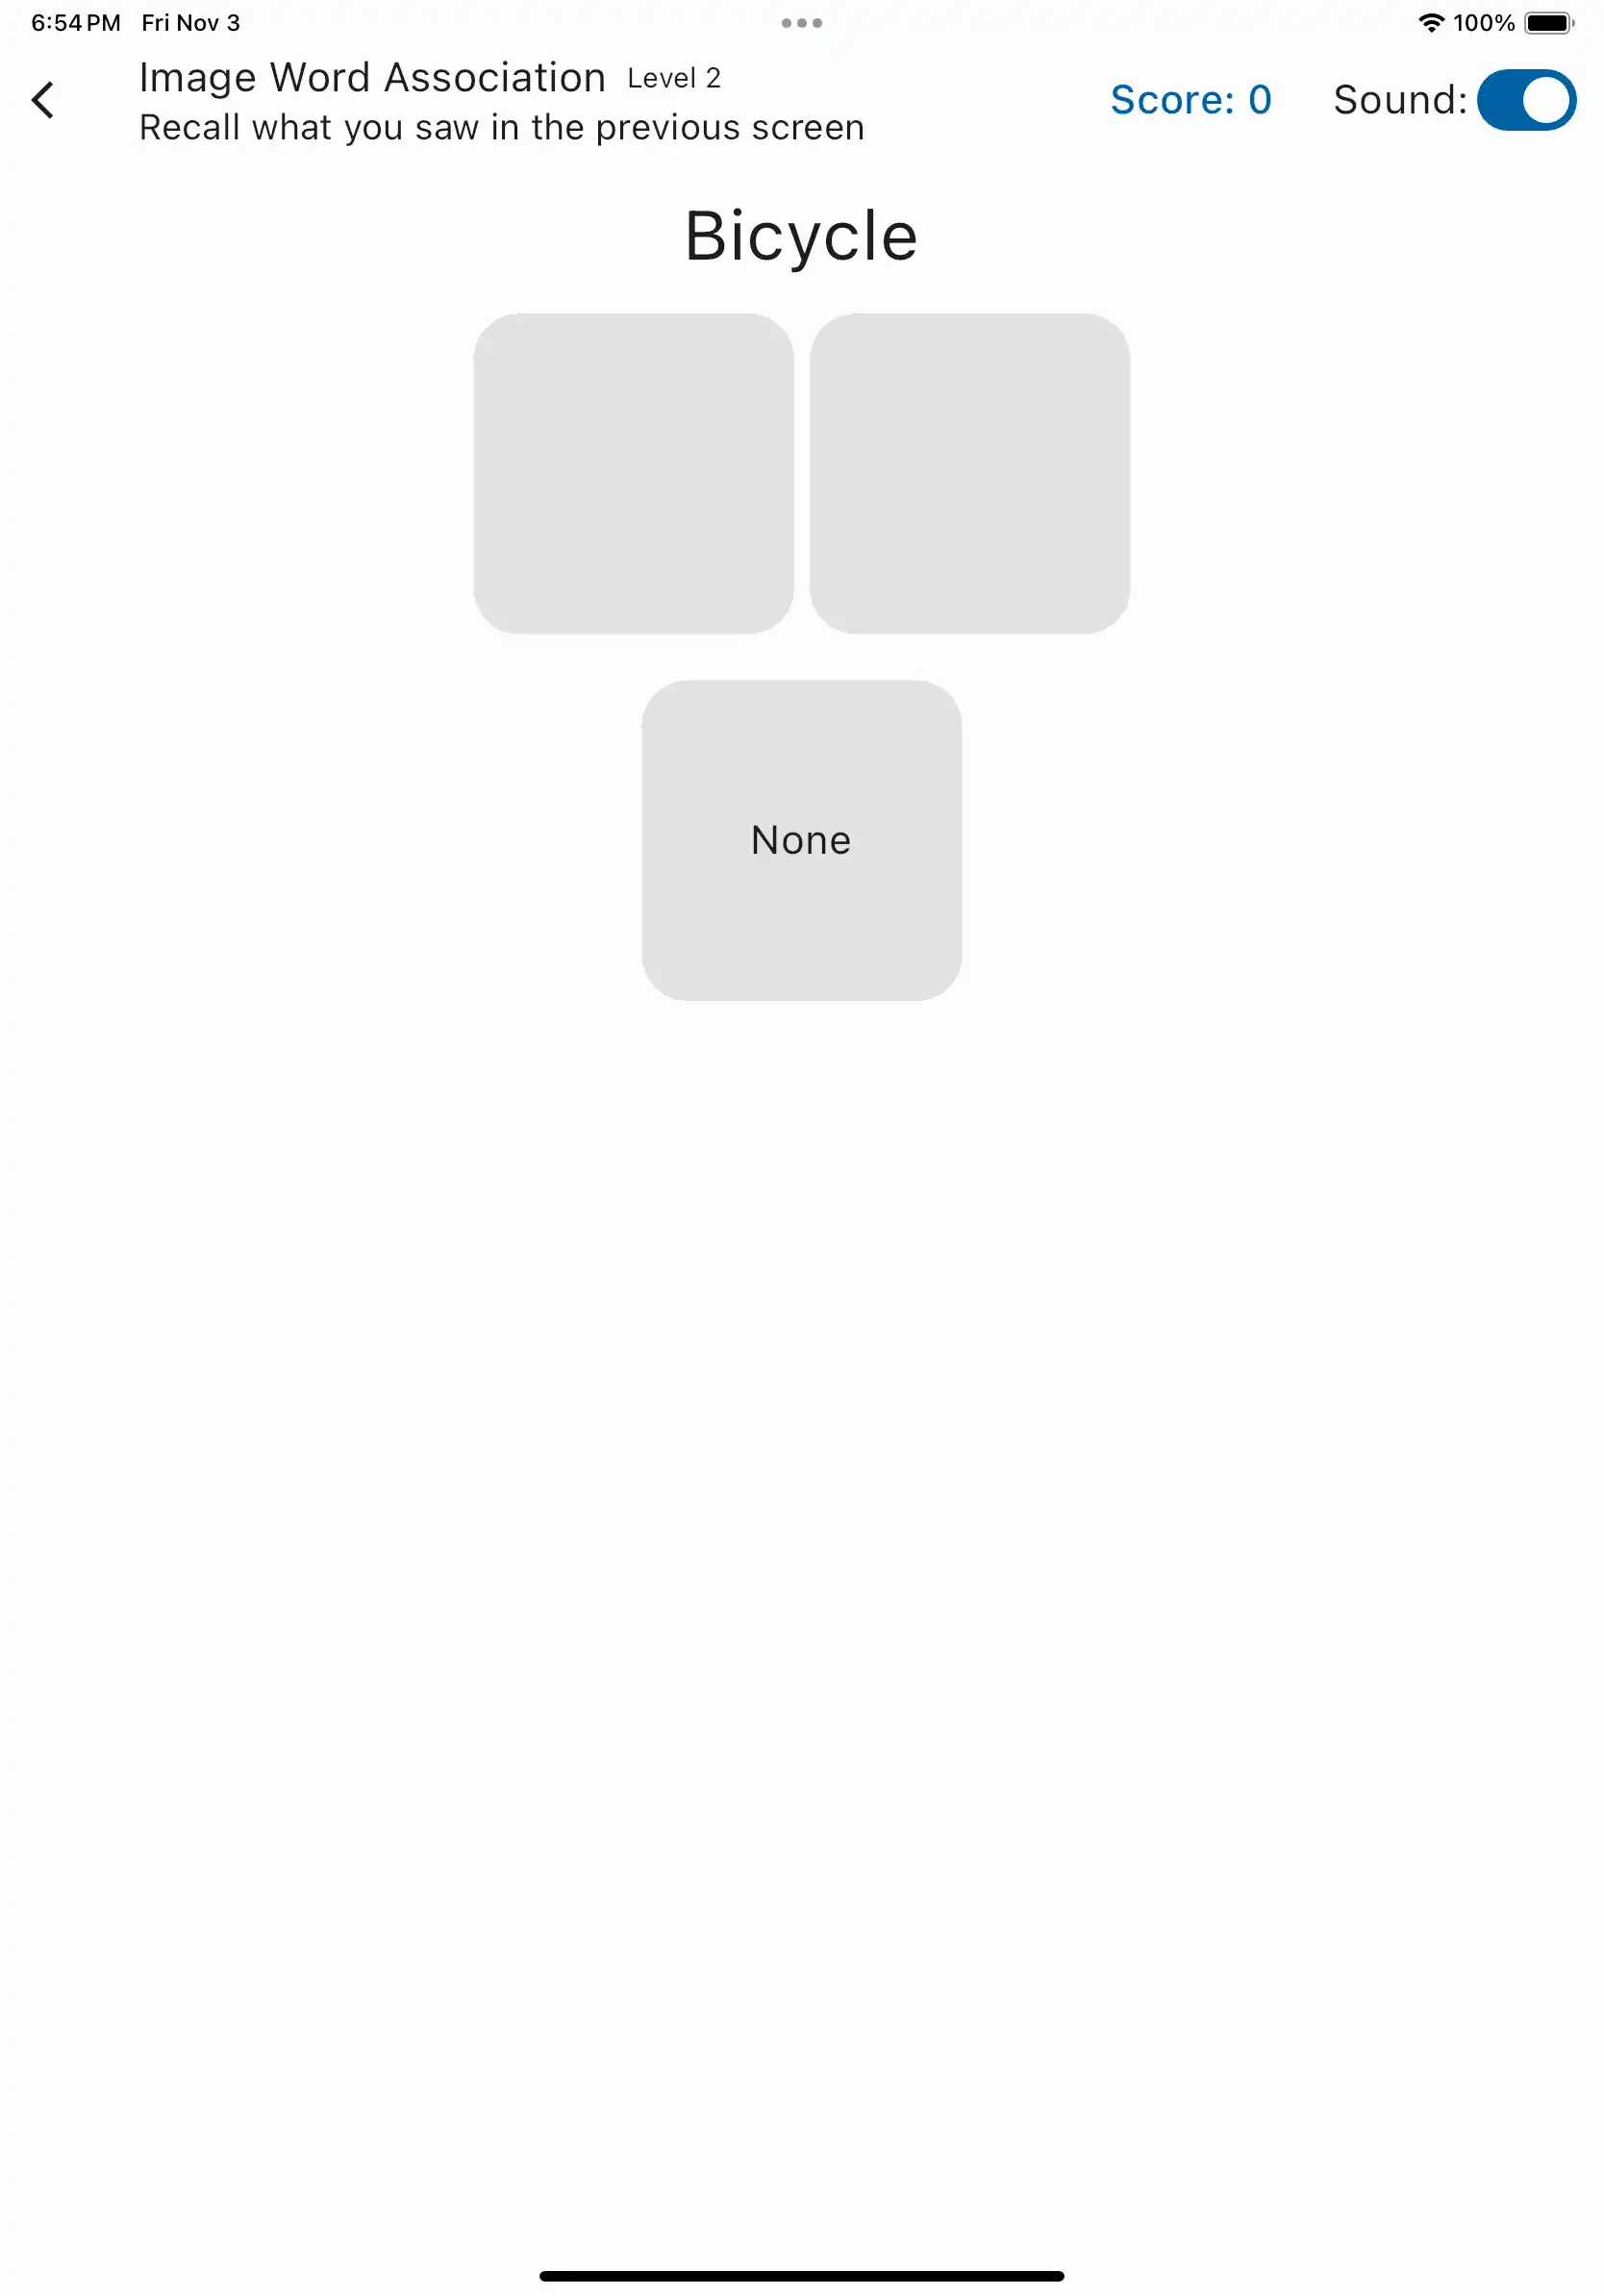 6:54 PM Fri Nov 3
100%
Image Word Association Level 2
Recall what you saw in the previous screen
Score: 0
Sound:
Bicycle
None